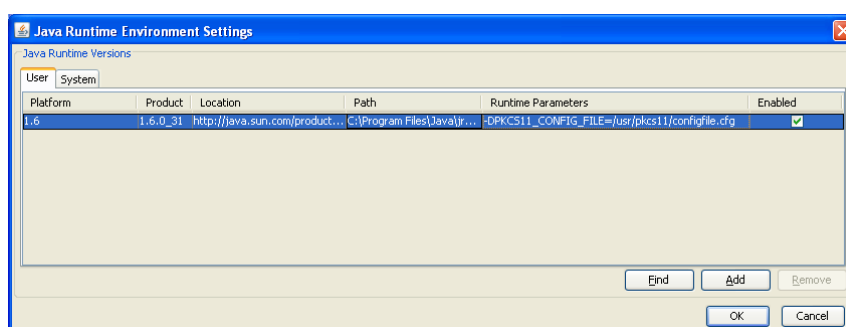 Java Runtime Environment Settings
Java Runtime Versions
User System
Platform Product Location Path Runtime Parameters Enabled
1.6 1.6.0_31 http://java.sun.com/product... C:\Program Files\Java\jr... -DPKCS11_CONFIG_FILE=/usr/pkcs11/configfile.cfg
Find Add Remove
OK Cancel